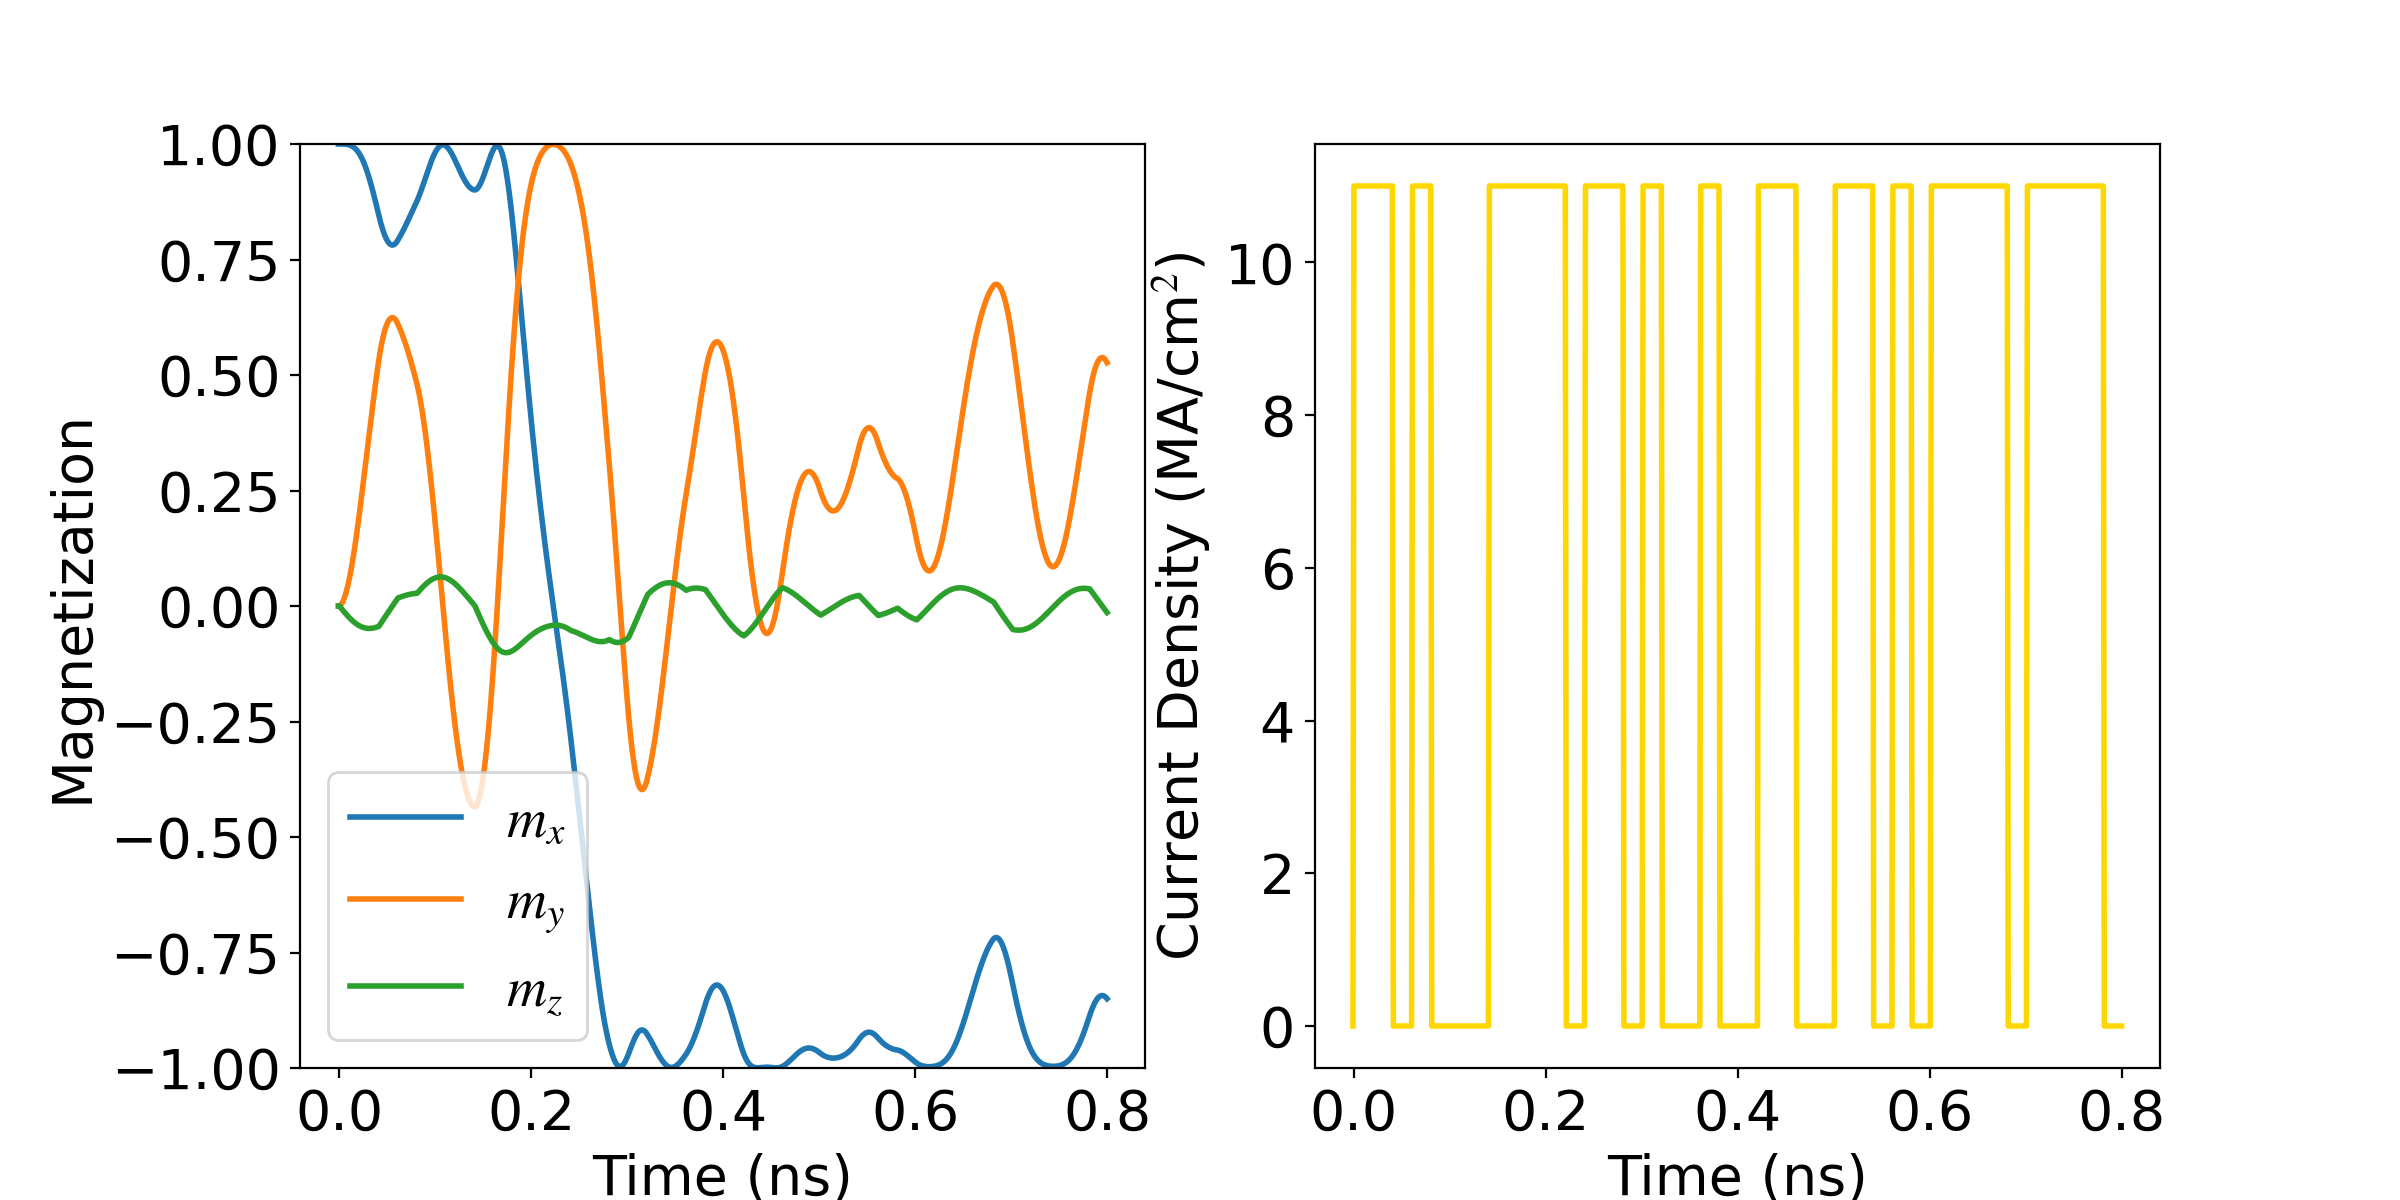 Magnetization
1.00
0.75
0.50
0.25
0.00
−0.25
−0.50
−0.75
−1.00
m_x
m_y
m_z
0.0 0.2 0.4 0.6 0.8
Time (ns)
Current Density (MA/cm²)
10
8
6
4
2
0
0.0 0.2 0.4 0.6 0.8
Time (ns)